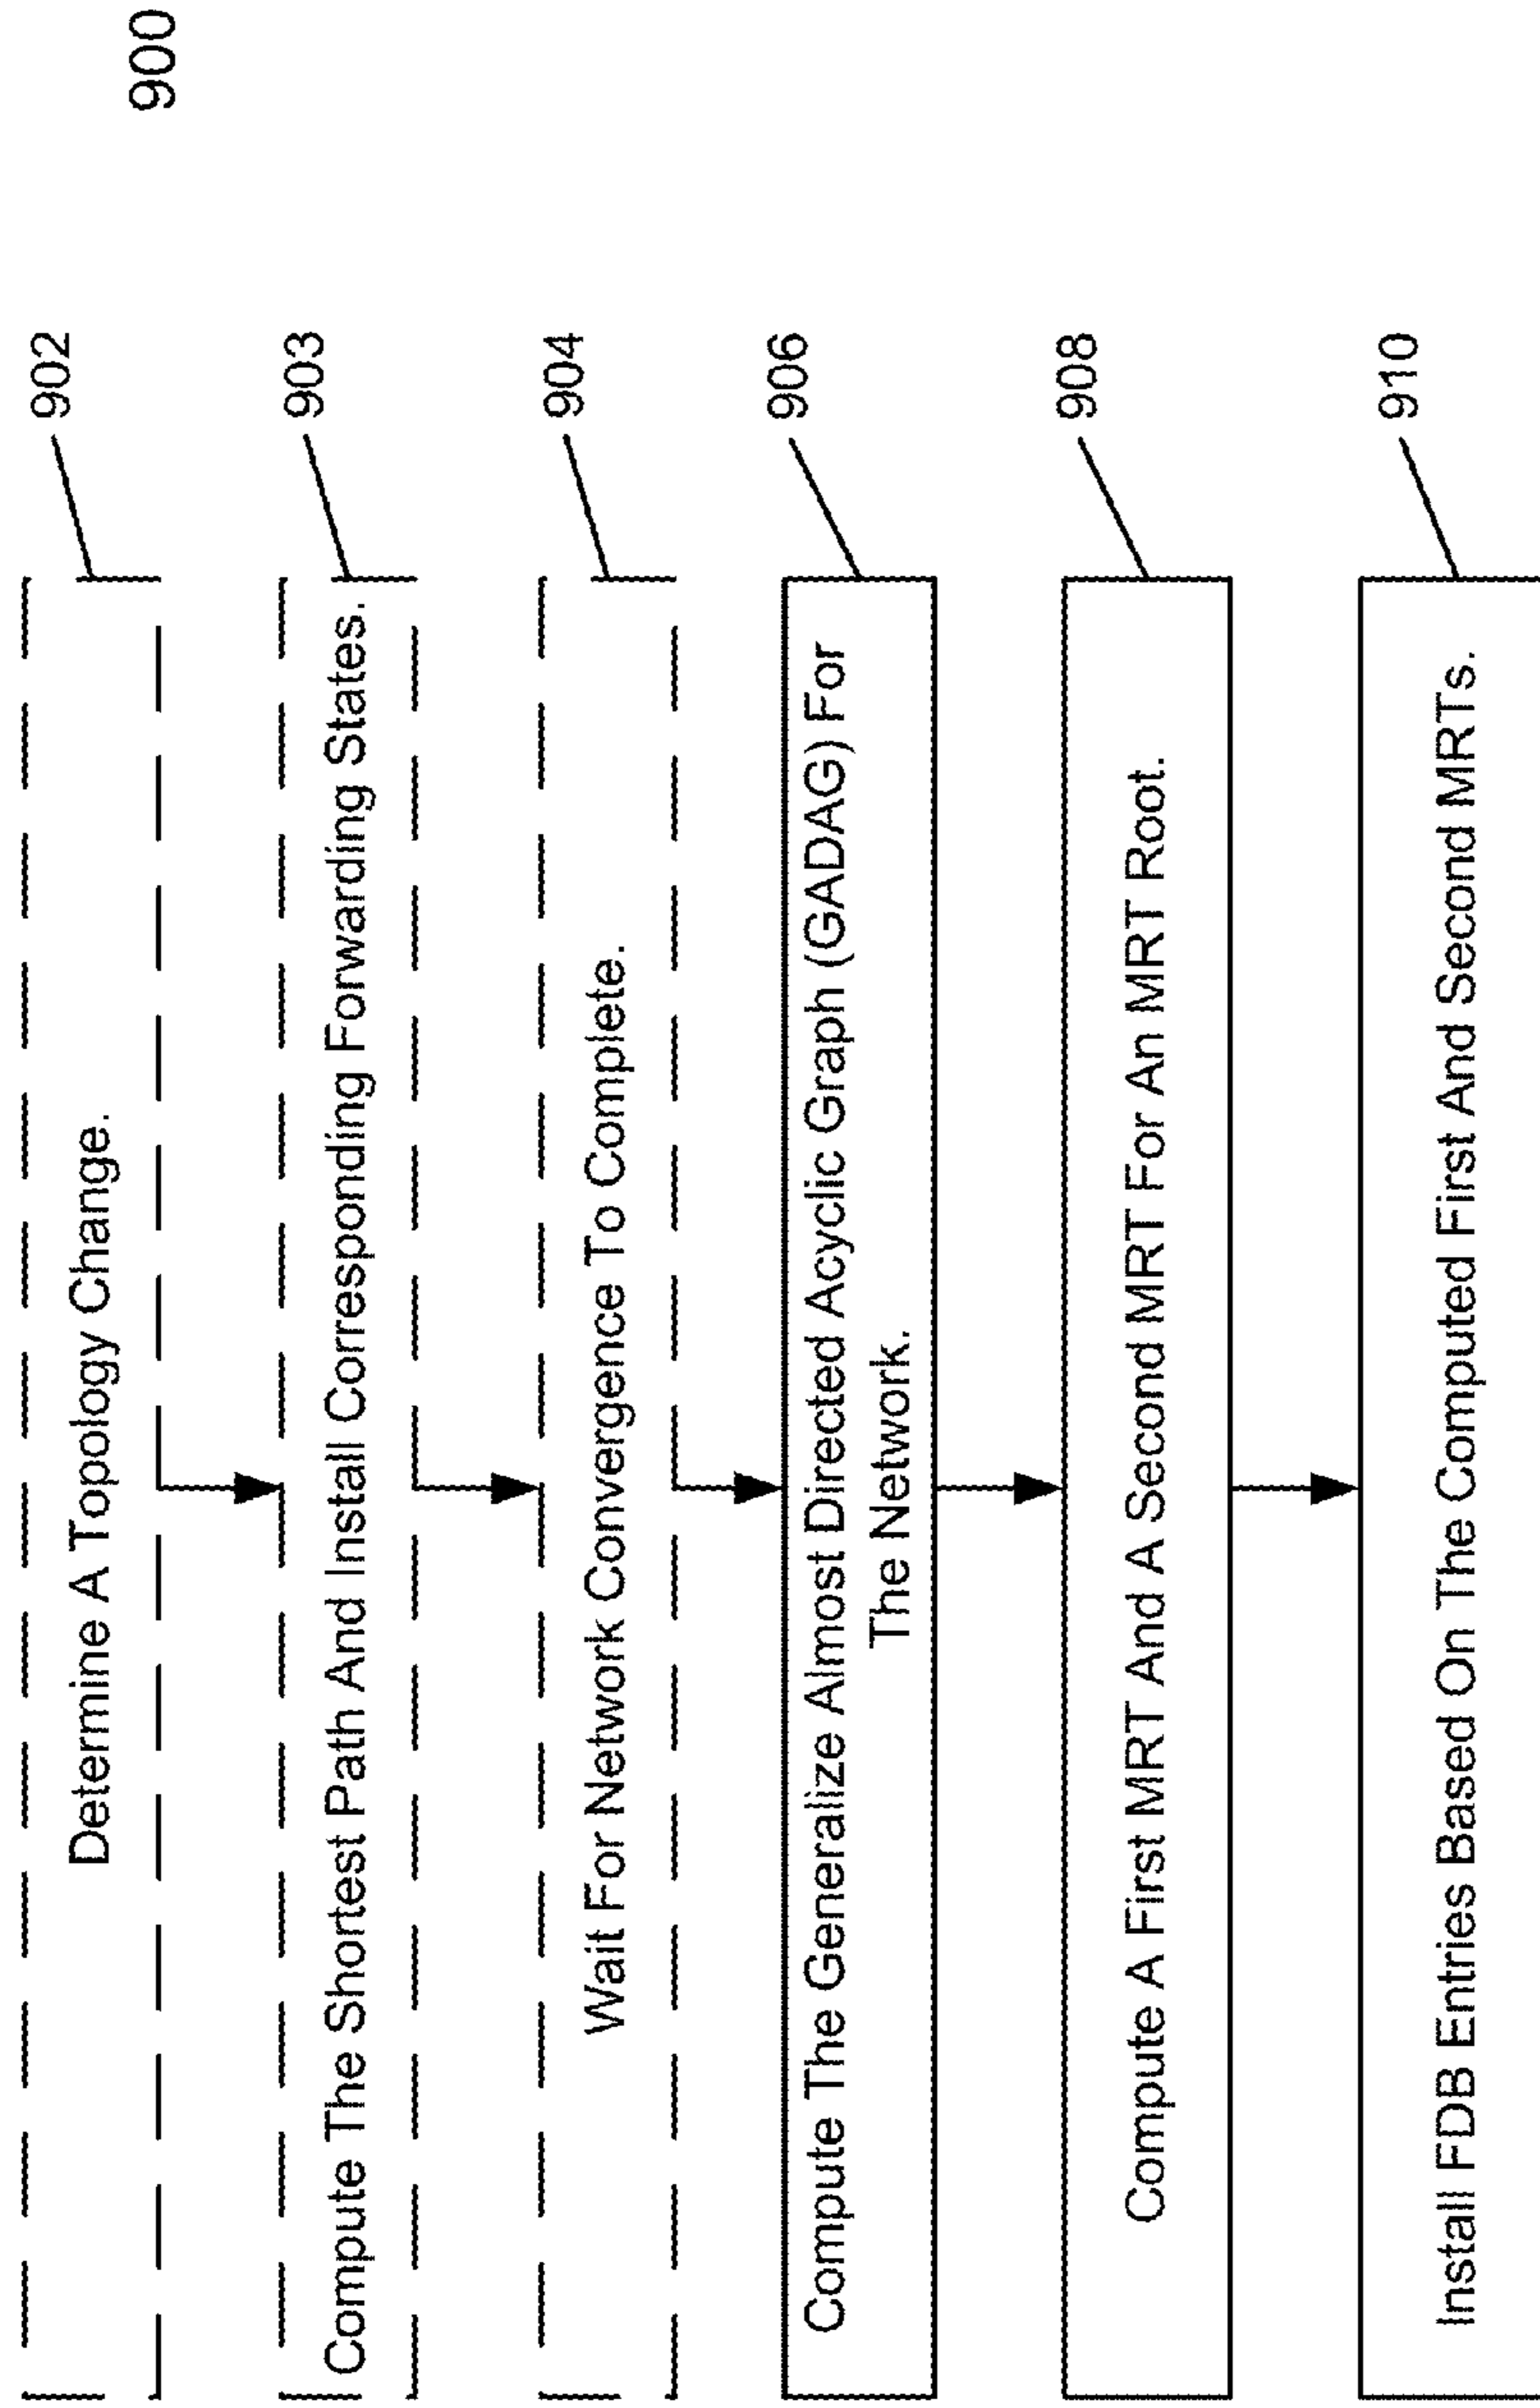 900
Determine A Topology Change.
902
Compute The Shortest Path And Install Corresponding Forwarding States.
903
Wait For Network Convergence To Complete.
904
Compute The Generalize Almost Directed Acyclic Graph (GADAG) For
The Network.
906
Compute A First MRT And A Second MRT For An MRT Root.
908
Install FDB Entries Based On The Computed First And Second MRTs.
910